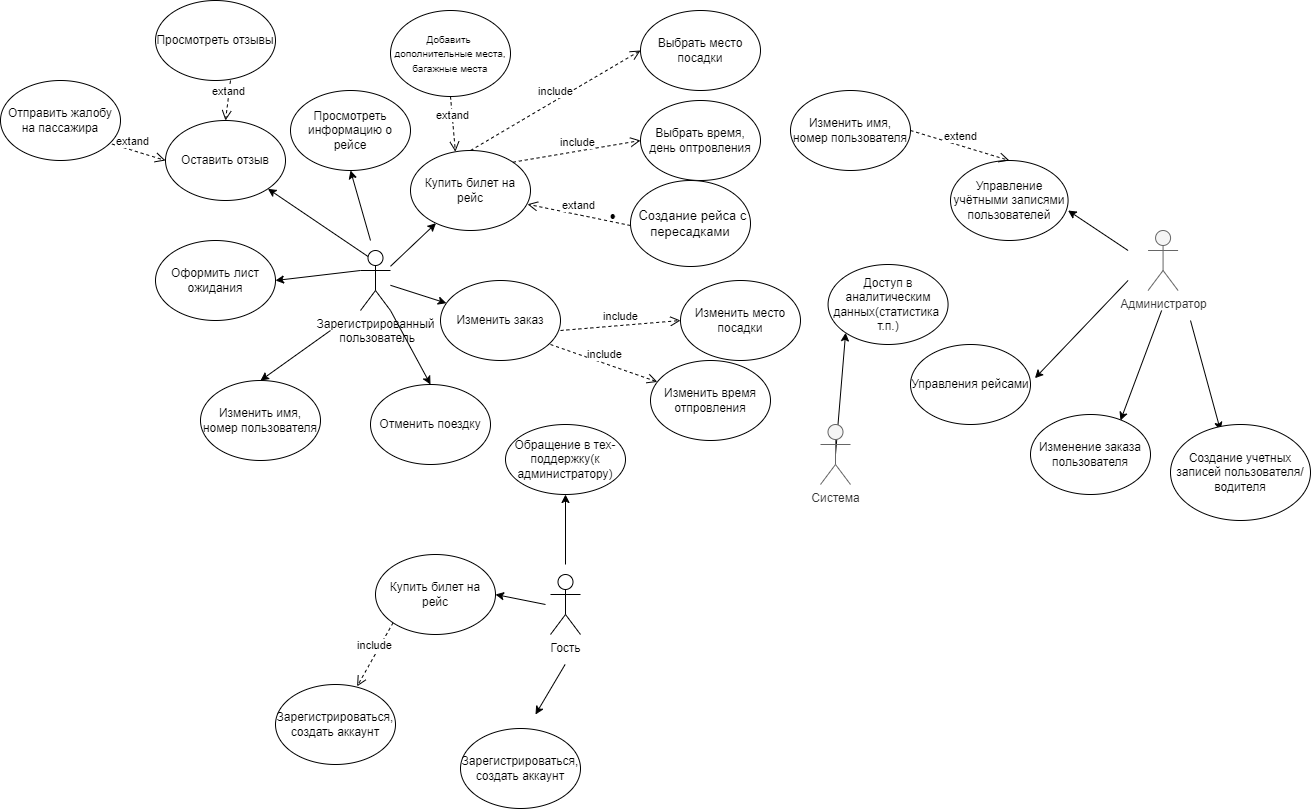 Просмотреть отзывы
extand
Отправить жалобу
на пассажира
extand
Оставить отзыв
Просмотреть
информацию о
рейсе
Добавить
дополнительные места,
багажные места
extand
Купить билет на
рейс
include
Выбрать место
посадки
include
Выбрать время,
день оптровления
extand
Создание рейса с
пересадками
Оформить лист
ожидания
Зарегистрированный
пользователь
Изменить заказ
include
Изменить место
посадки
include
Изменить время
отпровления
Изменить имя,
номер пользователя
Отменить поездку
Изменить имя,
номер пользователя
extend
Управление
учётными записями
пользователей
Администратор
Доступ в
аналитическим
данных(статистика
т.п.)
Система
Управления рейсами
Изменение заказа
пользователя
Создание учетных
записей пользователя/
водителя
Обращение в тех-
поддержку(к
администратору)
Купить билет на
рейс
Гость
include
Зарегистрироваться,
создать аккаунт
Зарегистрироваться,
создать аккаунт